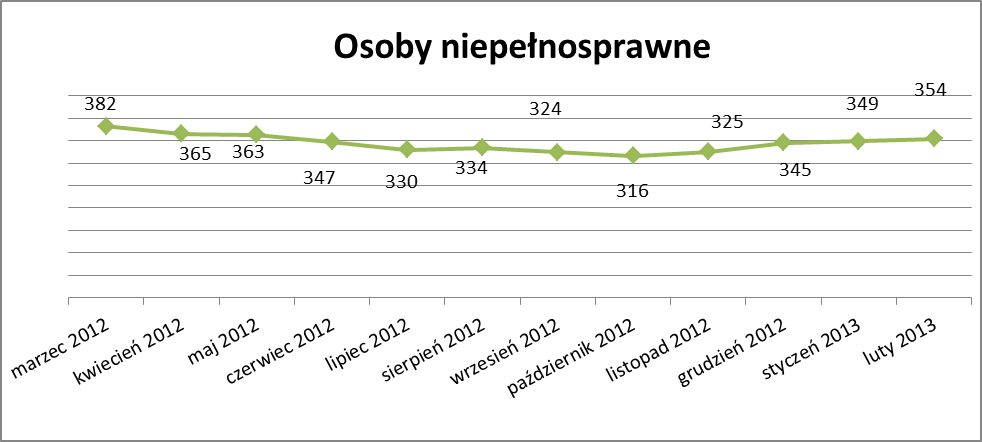 Osoby niepełnosprawne
382
365
363
347
330
334
324
316
325
345
349
354
marzec 2012
kwiecień 2012
maj 2012
czerwiec 2012
lipiec 2012
sierpień 2012
wrzesień 2012
październik 2012
listopad 2012
grudzień 2012
styczeń 2013
luty 2013